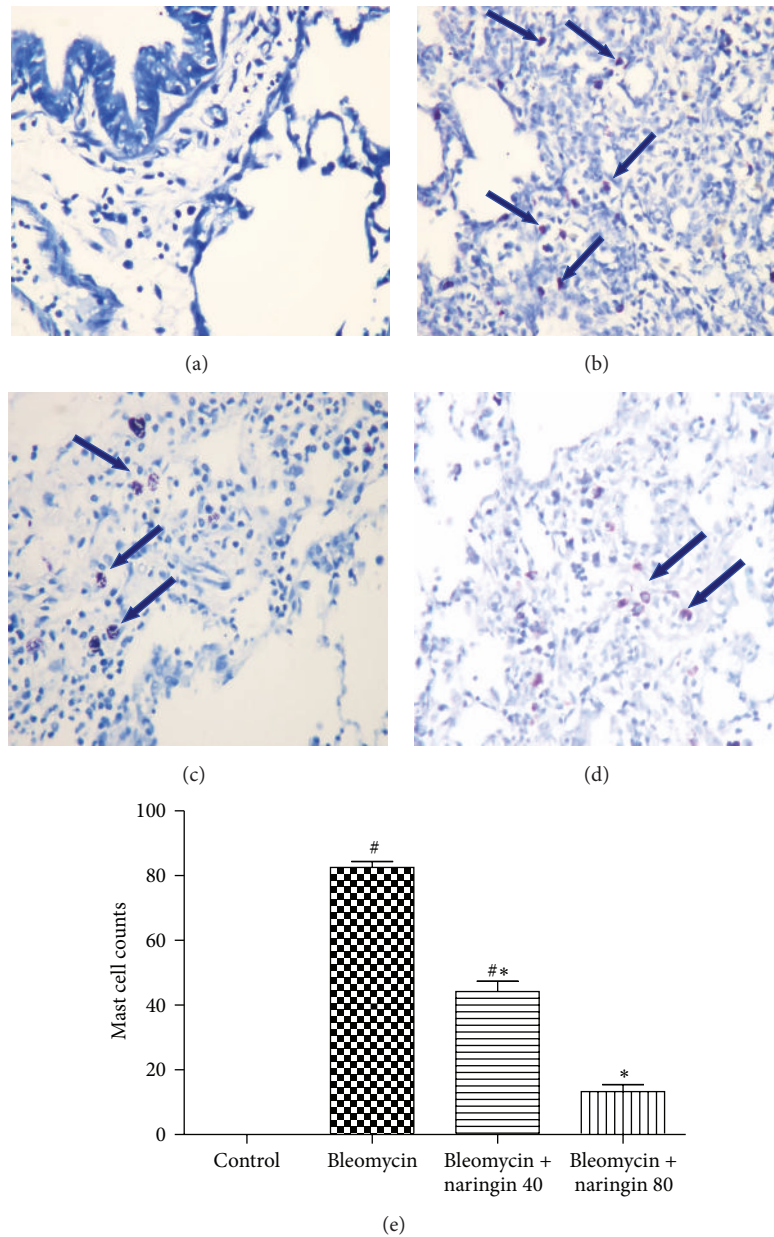 (a)
(b)
(c)
(d)
100
80
60
40
20
0
Mast cell counts
#
#*
*
Control
Bleomycin
Bleomycin +
naringin 40
Bleomycin +
naringin 80
(e)